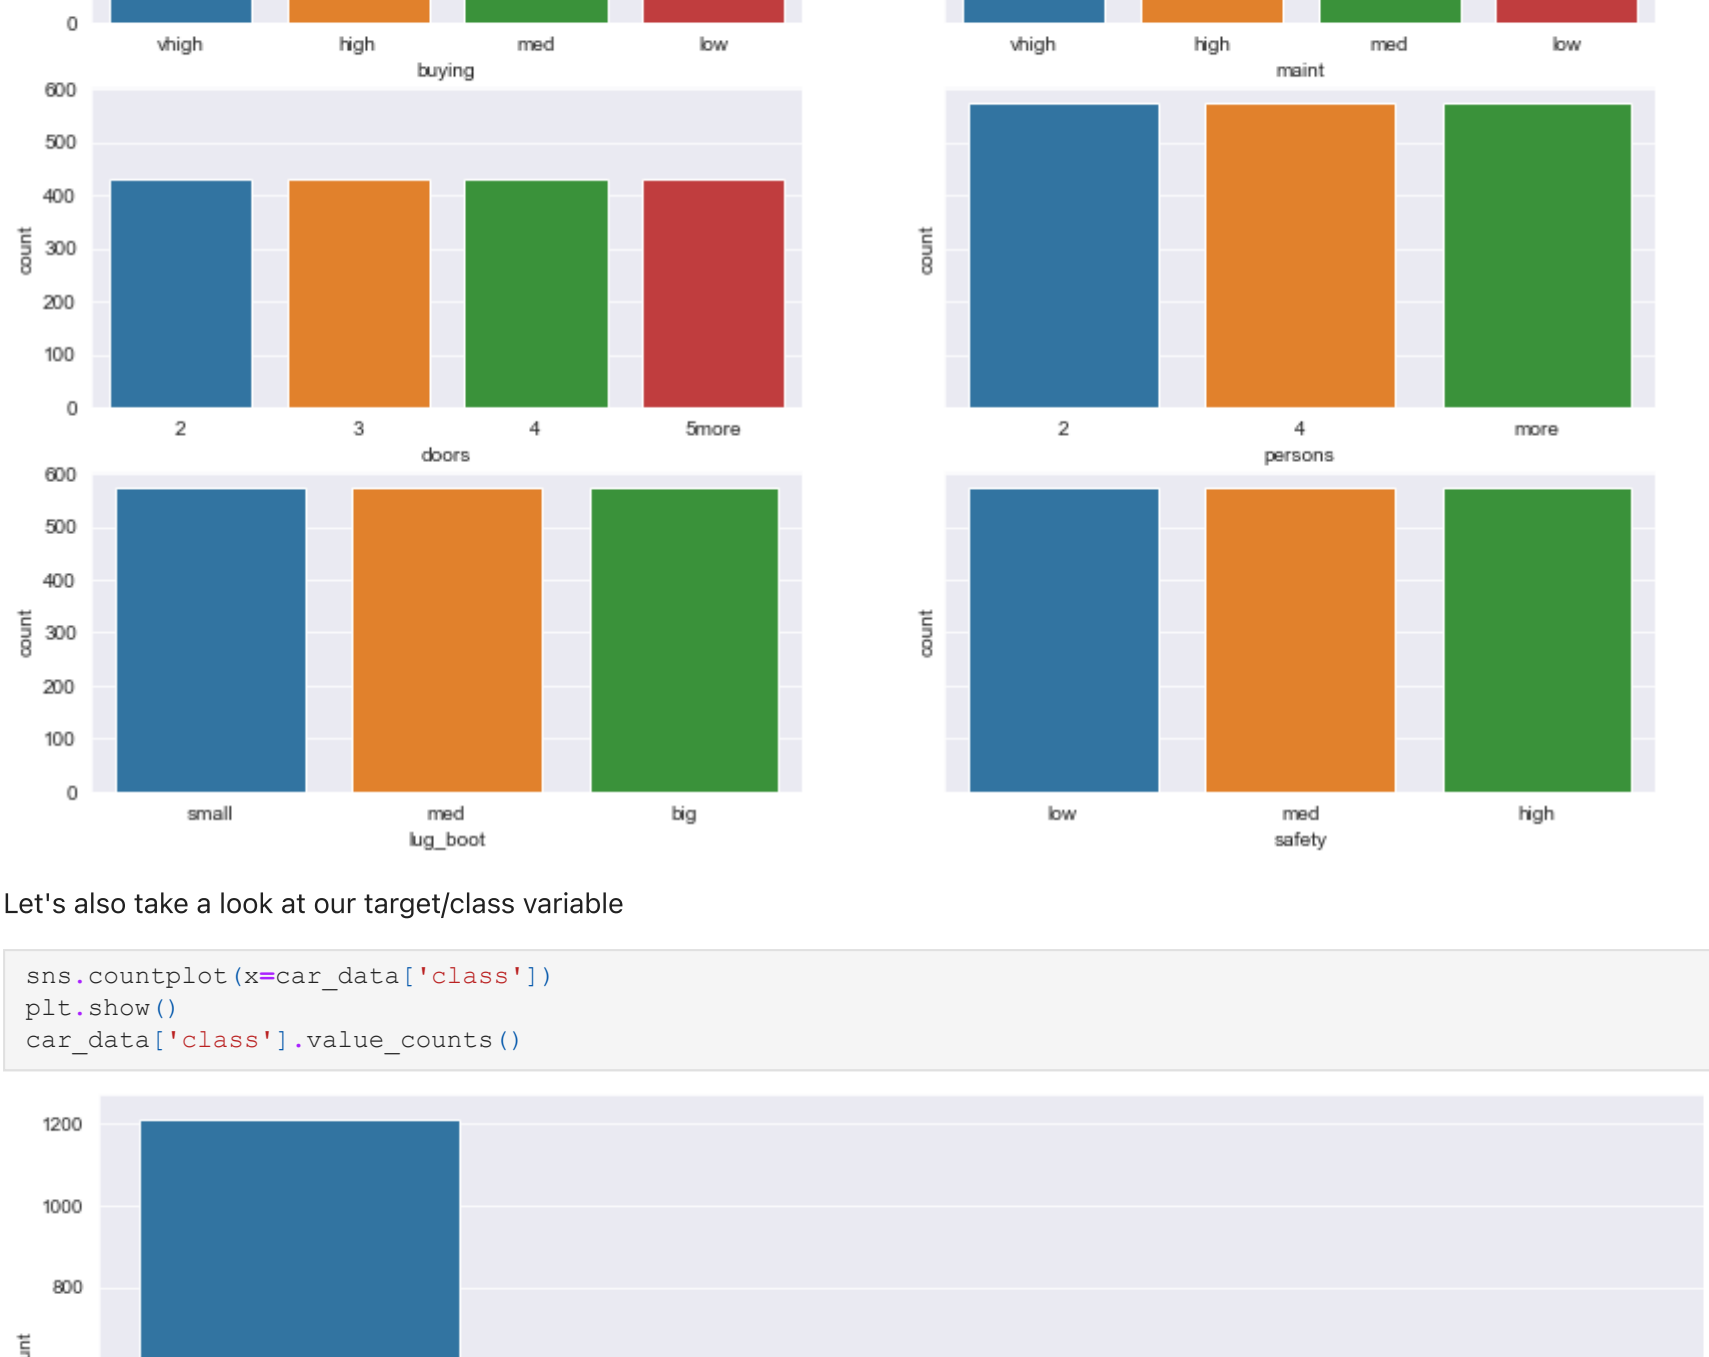 0
vhigh high med low
buying
vhigh high med low
maint
600
500
400
300
200
100
0
count
2 3 4 5more
doors
count
2 4 more
persons
600
500
400
300
200
100
0
count
small med big
lug_boot
count
low med high
safety
Let's also take a look at our target/class variable
sns.countplot(x=car_data['class'])
plt.show()
car_data['class'].value_counts()
1200
1000
800